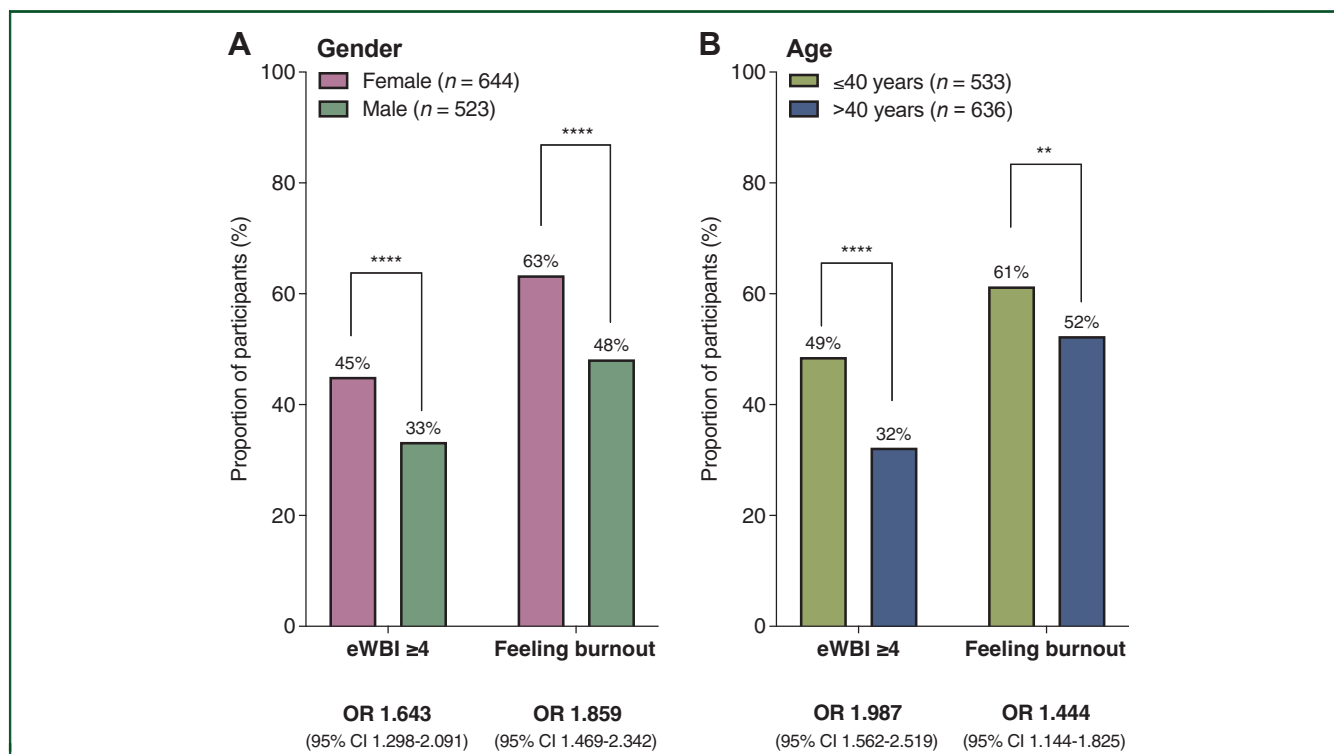 A
Gender
Female (n = 644)
Male (n = 523)
Proportion of participants (%)
100
80
60
40
20
0
****
****
45%
33%
63%
48%
eWBI ≥4
Feeling burnout
OR 1.643
(95% CI 1.298-2.091)
OR 1.859
(95% CI 1.469-2.342)
B
Age
≤40 years (n = 533)
>40 years (n = 636)
Proportion of participants (%)
100
80
60
40
20
0
****
**
49%
32%
61%
52%
eWBI ≥4
Feeling burnout
OR 1.987
(95% CI 1.562-2.519)
OR 1.444
(95% CI 1.144-1.825)